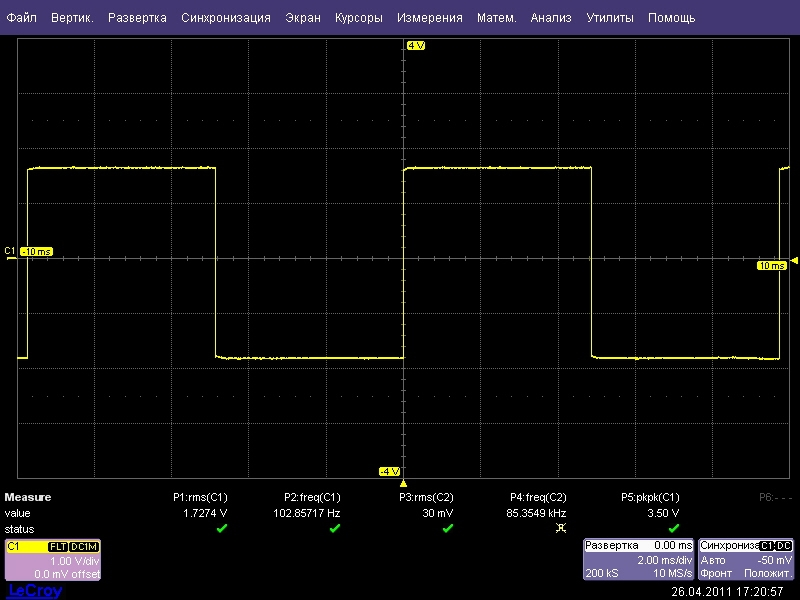 Файл Вертик. Развертка Синхронизация Экран Курсоры Измерения Матем. Анализ Утилиты Помощь
4 V
C1 -10 ms
10 ms
-4 V
Measure P1:rms(C1) P2:freq(C1) P3:rms(C2) P4:freq(C2) P5:pkpk(C1) P6:- - -
value 1.7274 V 102.85717 Hz 30 mV 85.3549 kHz 3.50 V
status
C1 FLT DC1M
1.00 V/div
0.0 mV offset
Развертка 0.00 ms
2.00 ms/div
200 kS 10 MS/s
Синхрониза C1 DC
Авто -50 mV
Фронт Положит.
LeCroy
26.04.2011 17:20:57